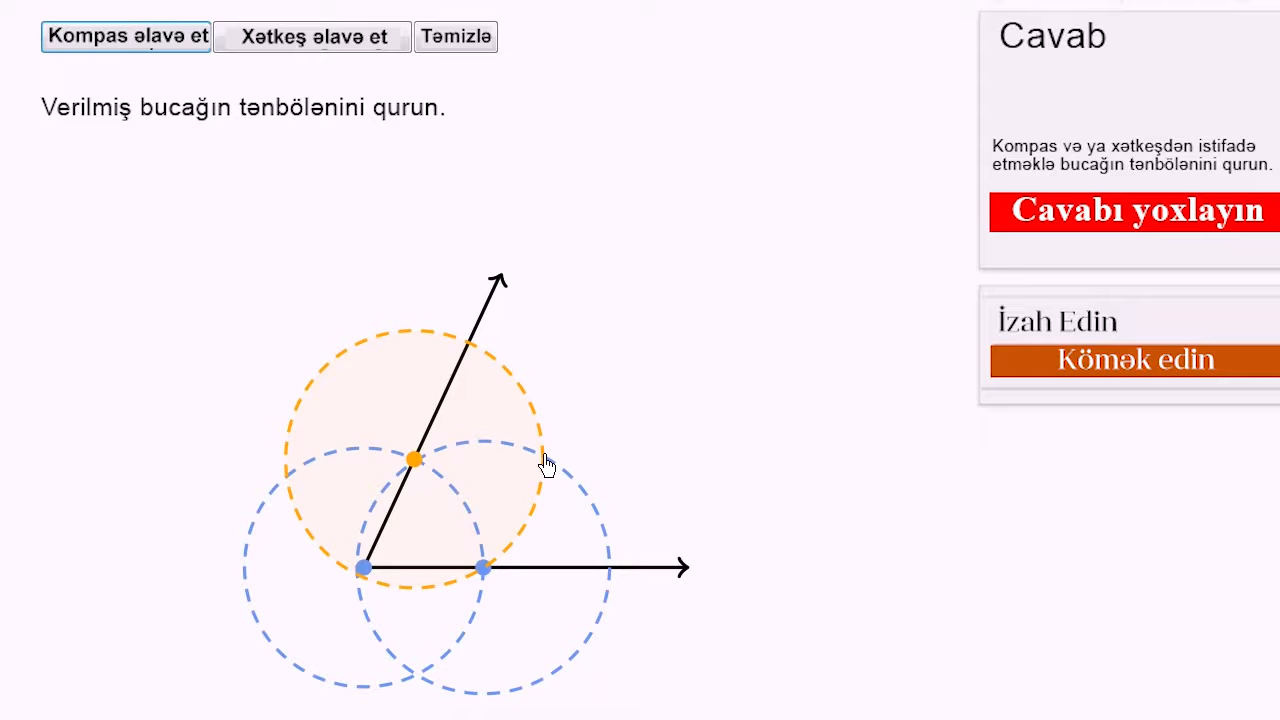 Kompas əlavə et
Xətkeş əlavə et
Təmizlə
Verilmiş bucağın tənbölənini qurun.
Cavab
Kompas və ya xətkeşdən istifadə
etməklə bucağın tənbölənini qurun.
Cavabı yoxlayın
İzah Edin
Kömək edin